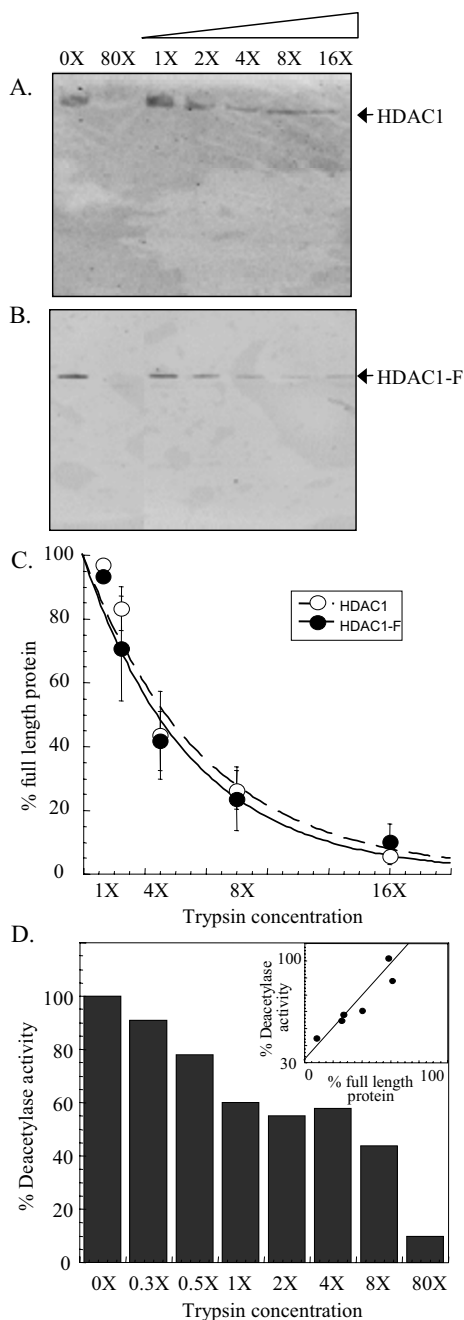 0X 80X 1X 2X 4X 8X 16X
A.
HDAC1
B.
HDAC1-F
C.
100
80
60
40
20
0
% full length protein
HDAC1
HDAC1-F
1X 4X 8X 16X
Trypsin concentration
D.
100
80
60
40
20
0
% Deacetylase activity
100
30
% Deacetylase
activity
0 100
% full length
protein
0X 0.3X 0.5X 1X 2X 4X 8X 80X
Trypsin concentration